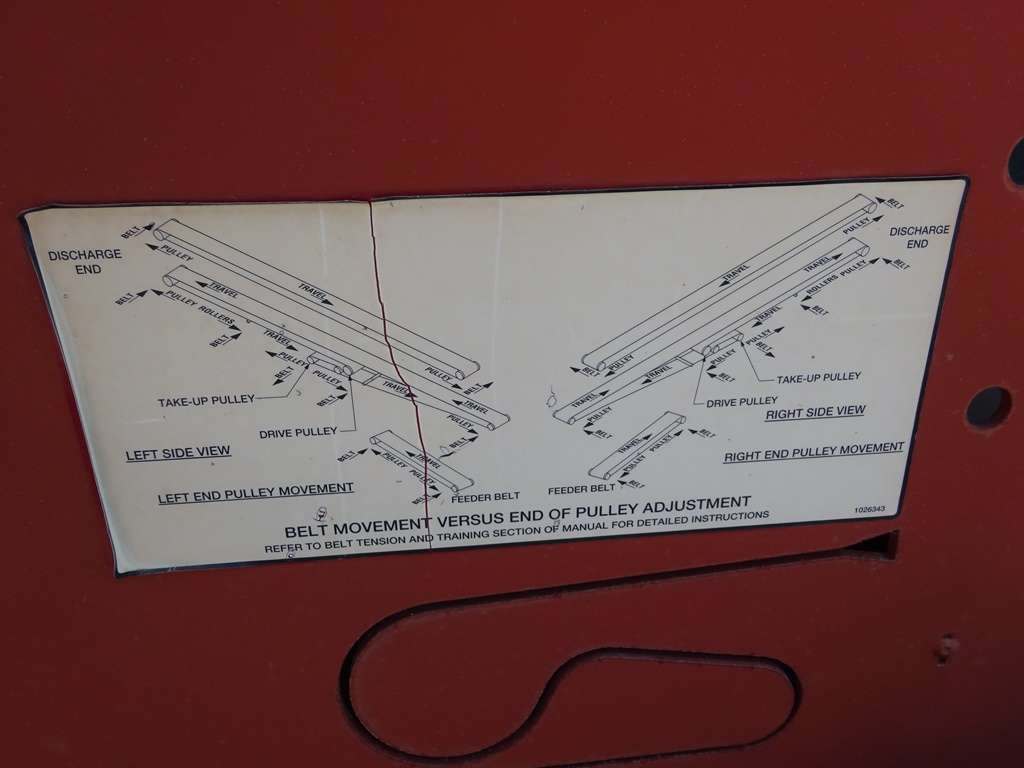 BELT
PULLEY
DISCHARGE
END
TRAVEL
TRAVEL
BELT
PULLEY ROLLERS
BELT
TRAVEL
PULLEY
BELT
PULLEY
BELT
TRAVEL
TRAVEL
PULLEY
BELT
PULLEY
BELT
TAKE-UP PULLEY
DRIVE PULLEY
LEFT SIDE VIEW
BELT
TRAVEL
PULLEY
PULLEY
BELT
FEEDER BELT
LEFT END PULLEY MOVEMENT
BELT
PULLEY
DISCHARGE
END
TRAVEL
TRAVEL
ROLLERS PULLEY
BELT
BELT
TRAVEL
PULLEY
BELT
PULLEY
BELT
TRAVEL
BELT
PULLEY
TRAVEL
PULLEY
BELT
TAKE-UP PULLEY
DRIVE PULLEY
RIGHT SIDE VIEW
TRAVEL
BELT
PULLEY
PULLEY
BELT
FEEDER BELT
RIGHT END PULLEY MOVEMENT
BELT MOVEMENT VERSUS END OF PULLEY ADJUSTMENT
REFER TO BELT TENSION AND TRAINING SECTION OF MANUAL FOR DETAILED INSTRUCTIONS
1026343